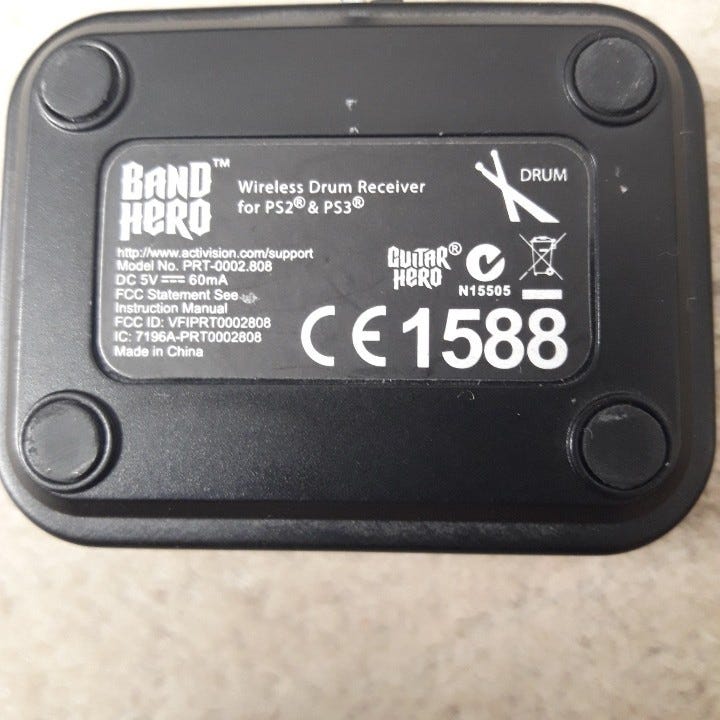 BAND HERO™
Wireless Drum Receiver
for PS2® & PS3®
DRUM
http://www.activision.com/support
Model No. PRT-0002.808
DC 5V⎓60mA
FCC Statement See
Instruction Manual
FCC ID: VFIPRT0002808
IC: 7196A-PRT0002808
Made in China
GUITAR HERO®
N15505
CE1588